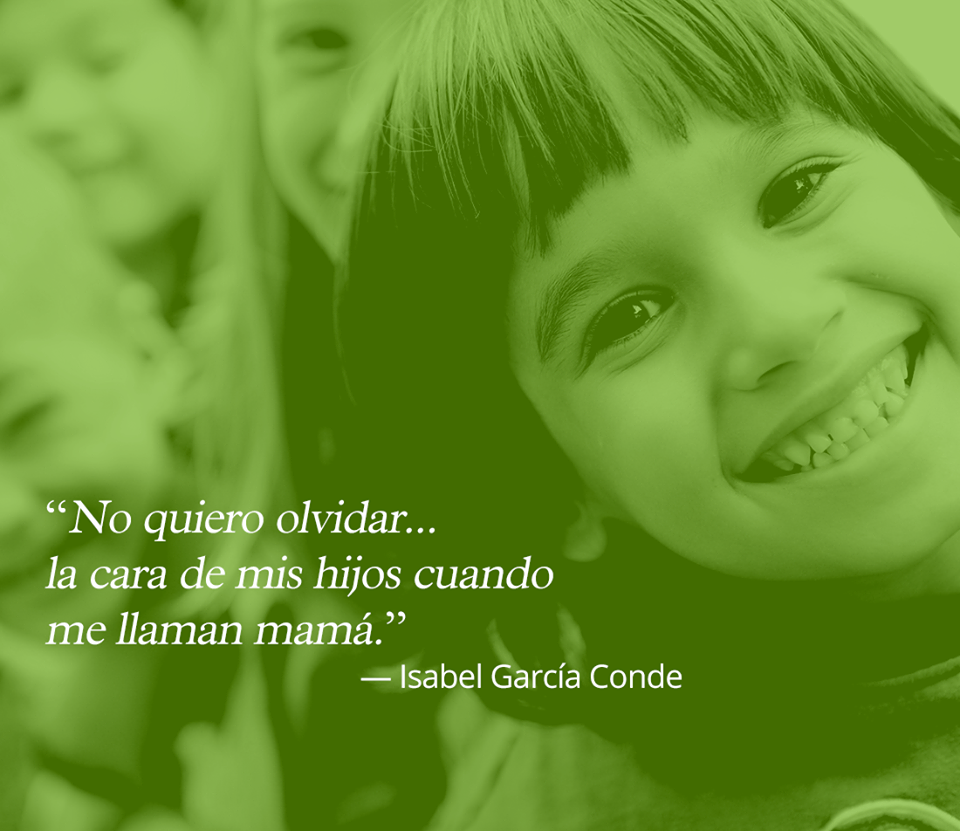 “No quiero olvidar...
la cara de mis hijos cuando
me llaman mamá.”
— Isabel García Conde